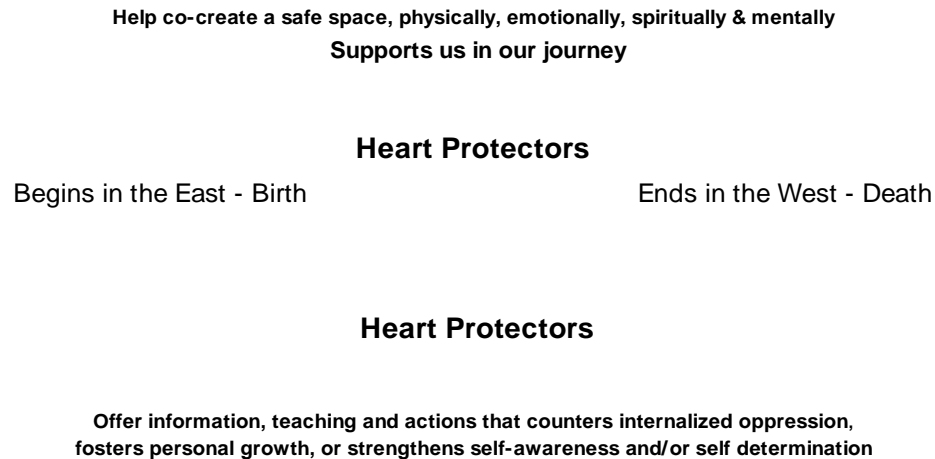 Help co-create a safe space, physically, emotionally, spiritually & mentally
Supports us in our journey
Heart Protectors
Begins in the East - Birth
Ends in the West - Death
Heart Protectors
Offer information, teaching and actions that counters internalized oppression,
fosters personal growth, or strengthens self-awareness and/or self determination